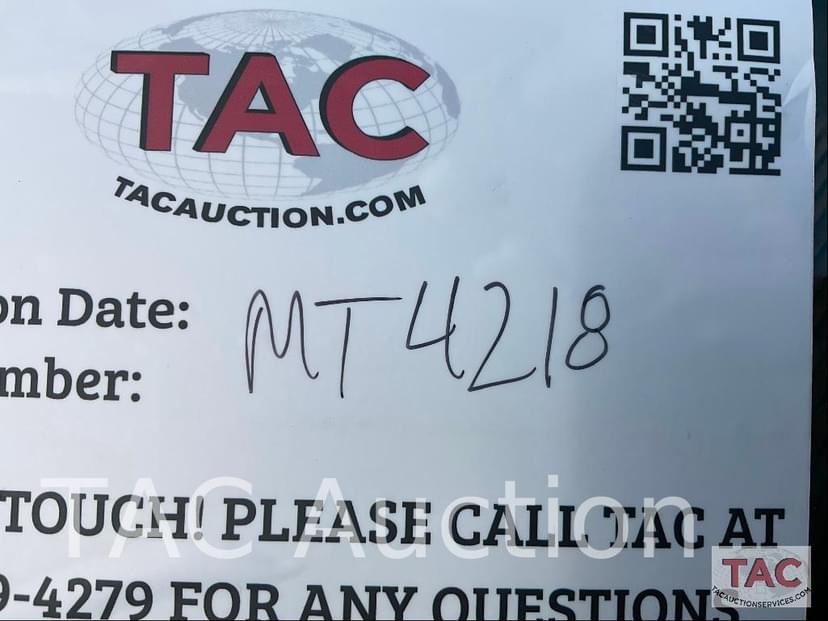 TAC
TACAUCTION.COM
on Date:
MT4218
mber:
TOUCH! PLEASE CALL TAC AT
TAC Auction
9-4279 FOR ANY QUESTIONS
TAC
TACAUCTIONSERVICES.COM